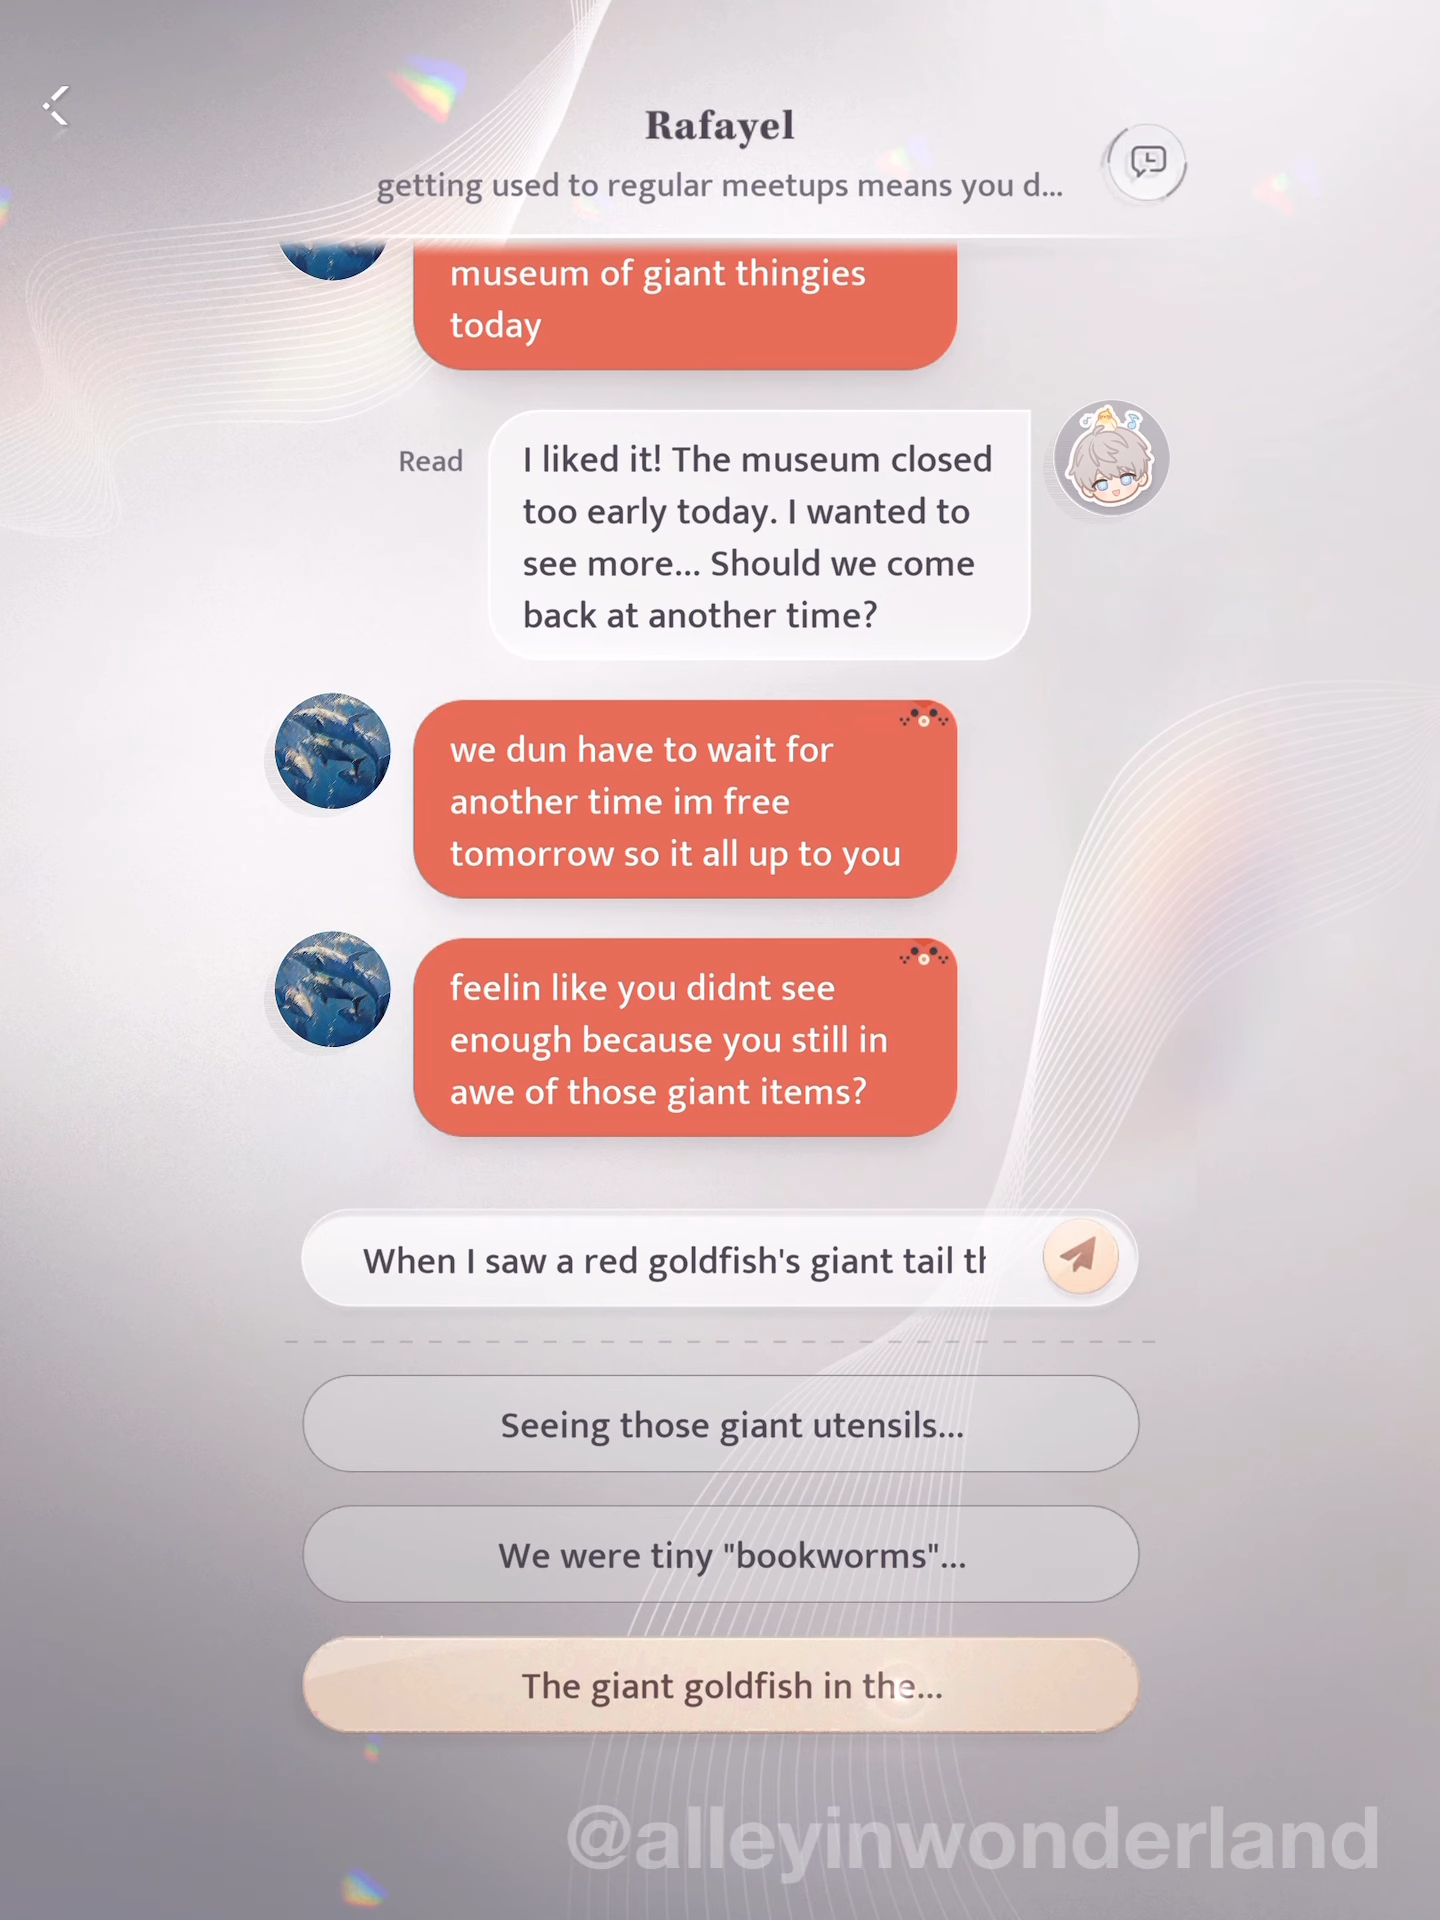 Rafayel
getting used to regular meetups means you d...
museum of giant thingies
today
Read
I liked it! The museum closed
too early today. I wanted to
see more... Should we come
back at another time?
we dun have to wait for
another time im free
tomorrow so it all up to you
feelin like you didnt see
enough because you still in
awe of those giant items?
When I saw a red goldfish's giant tail th
Seeing those giant utensils...
We were tiny "bookworms"...
The giant goldfish in the...
@alleyinwonderland